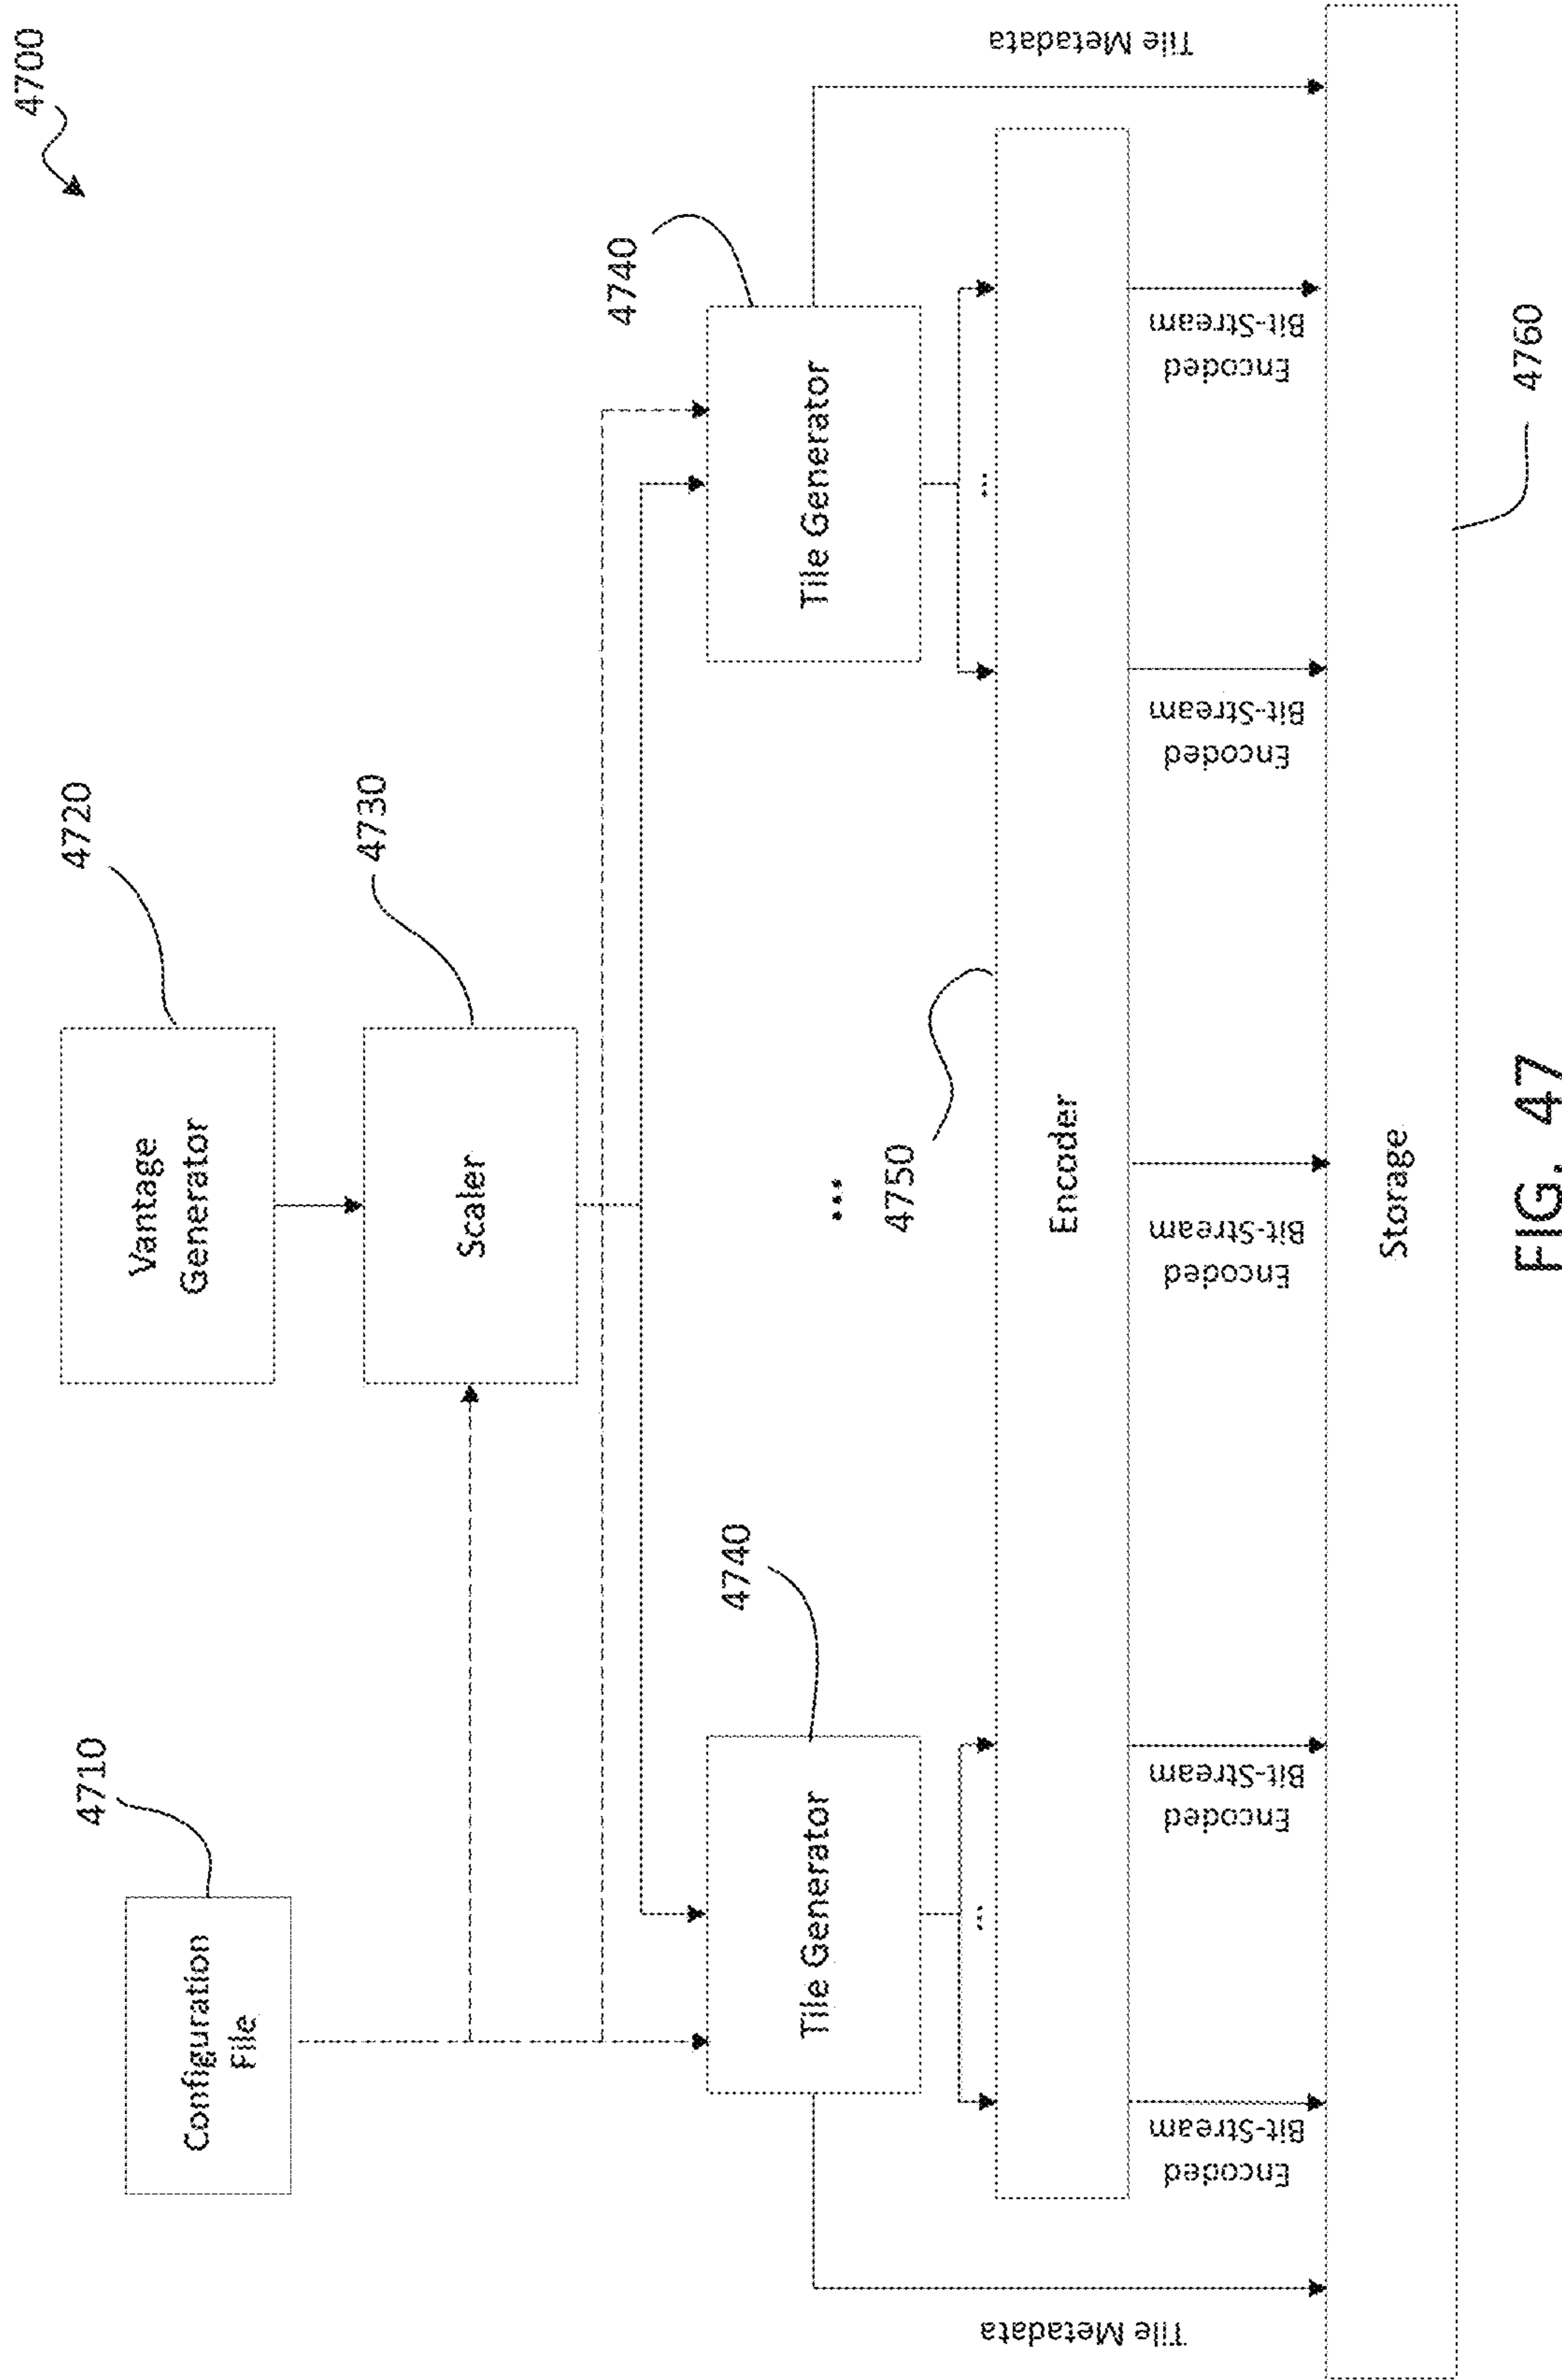 4700
4710
4720
Configuration
File
Vantage
Generator
4730
Scaler
4740
4740
Tile Generator
...
Tile Generator
4750
...
...
Encoder
Tile Metadata
Encoded
Bit-Stream
Encoded
Bit-Stream
Encoded
Bit-Stream
Encoded
Bit-Stream
Encoded
Bit-Stream
Tile Metadata
Storage
4760
FIG. 47